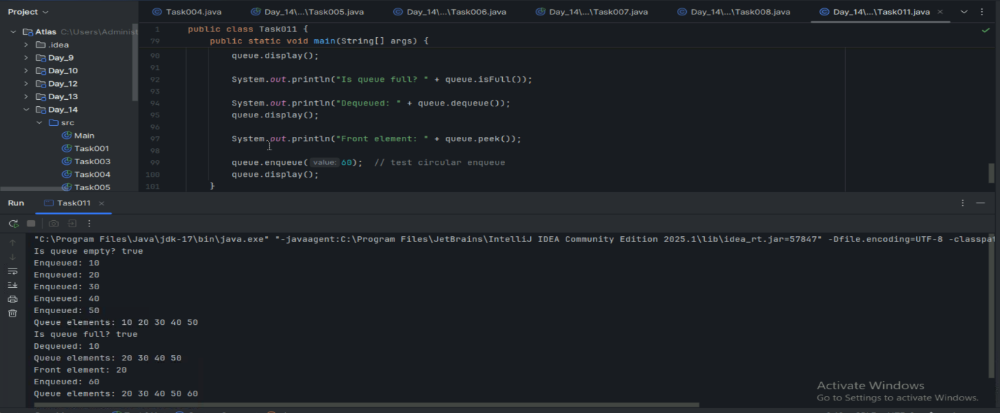 Project
Task004.java
Day_14\...\Task005.java
Day_14\...\Task006.java
Day_14\...\Task007.java
Day_14\...\Task008.java
Day_14\...\Task011.java
Atlas C:\Users\Administ
.idea
Day_9
Day_10
Day_12
Day_13
Day_14
src
Main
Task001
Task003
Task004
Task005
1 public class Task011 {
79 public static void main(String[] args) {
90 queue.display();
91
92 System.out.println("Is queue full? " + queue.isFull());
93
94 System.out.println("Dequeued: " + queue.dequeue());
95 queue.display();
96
97 System.out.println("Front element: " + queue.peek());
98
99 queue.enqueue( value: 60); // test circular enqueue
100 queue.display();
101 }
Run Task011
"C:\Program Files\Java\jdk-17\bin\java.exe" "-javaagent:C:\Program Files\JetBrains\IntelliJ IDEA Community Edition 2025.1\lib\idea_rt.jar=57847" -Dfile.encoding=UTF-8 -classpat
Is queue empty? true
Enqueued: 10
Enqueued: 20
Enqueued: 30
Enqueued: 40
Enqueued: 50
Queue elements: 10 20 30 40 50
Is queue full? true
Dequeued: 10
Queue elements: 20 30 40 50
Front element: 20
Enqueued: 60
Queue elements: 20 30 40 50 60
Activate Windows
Go to Settings to activate Windows.